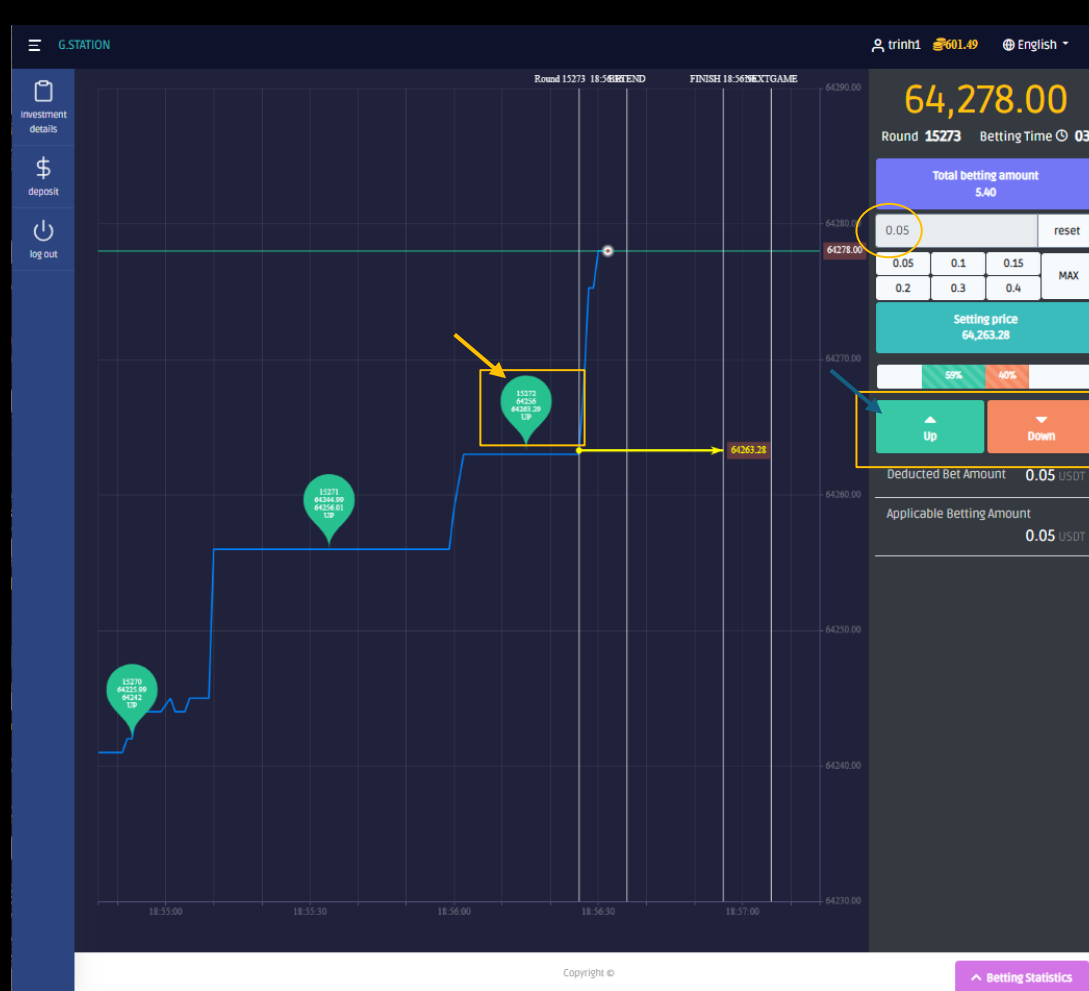 G.STATION
trinh1 601.49 English
Investment
details
deposit
log out
Round 15273
FINISH
64290.00
64280.00
64278.00
64270.00
64260.00
64250.00
64240.00
64230.00
15272
64256
64263.29
UP
64263.28
15271
64244.99
64256.01
UP
15270
64225.99
64242
UP
18:55:00
18:55:30
18:56:00
18:56:30
18:57:00
64,278.00
Round 15273 Betting Time 03
Total betting amount
5.40
0.05 reset
0.05 0.1 0.15
MAX
0.2 0.3 0.4
Setting price
64,263.28
59% 40%
Up Down
Deducted Bet Amount 0.05 USDT
Applicable Betting Amount
0.05 USDT
Copyright ©
Betting Statistics